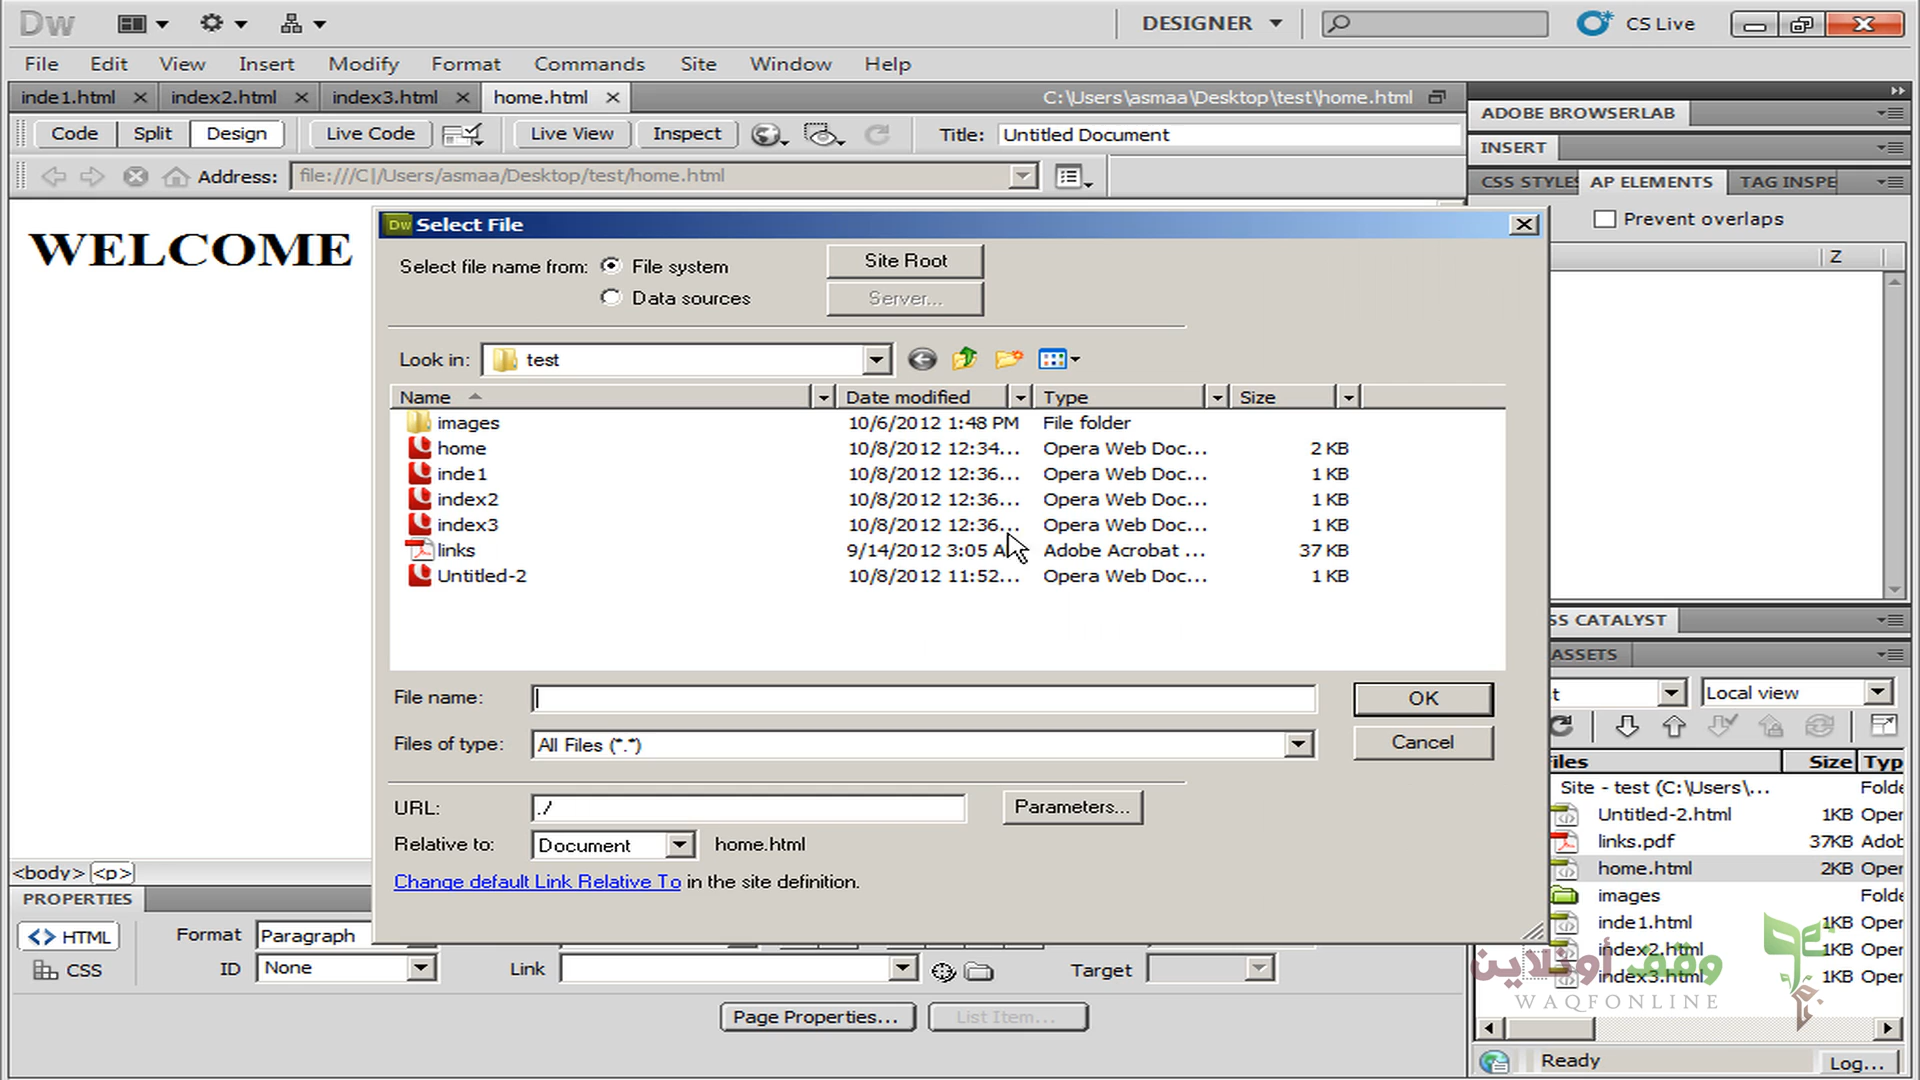 Dw DESIGNER CS Live
File Edit View Insert Modify Format Commands Site Window Help
inde1.html index2.html index3.html home.html C:\Users\asmaa\Desktop\test\home.html
ADOBE BROWSERLAB
Code Split Design Live Code Live View Inspect Title: Untitled Document
INSERT
Address: file:///C|/Users/asmaa/Desktop/test/home.html
CSS STYLES AP ELEMENTS TAG INSPE
WELCOME
Dw Select File
Prevent overlaps
Z
Select file name from: File system Site Root
Data sources Server...
Look in: test
Name Date modified Type Size
images 10/6/2012 1:48 PM File folder
home 10/8/2012 12:34... Opera Web Doc... 2 KB
inde1 10/8/2012 12:36... Opera Web Doc... 1 KB
index2 10/8/2012 12:36... Opera Web Doc... 1 KB
index3 10/8/2012 12:36... Opera Web Doc... 1 KB
links 9/14/2012 3:05 A Adobe Acrobat ... 37 KB
Untitled-2 10/8/2012 11:52... Opera Web Doc... 1 KB
File name: OK
Files of type: All Files (*.*) Cancel
URL: ./ Parameters...
Relative to: Document home.html
Change default Link Relative To in the site definition.
SS CATALYST
ASSETS
t Local view
iles Size Typ
Site - test (C:\Users\... Folde
Untitled-2.html 1KB Oper
links.pdf 37KB Adob
home.html 2KB Oper
images Folde
inde1.html 1KB Oper
index2.html 1KB Oper
index3.html 1KB Oper
وقف أونلاين
WAQFONLINE
<body> <p>
PROPERTIES
HTML Format Paragraph
CSS ID None Link Target
Page Properties... List Item...
Ready Log...